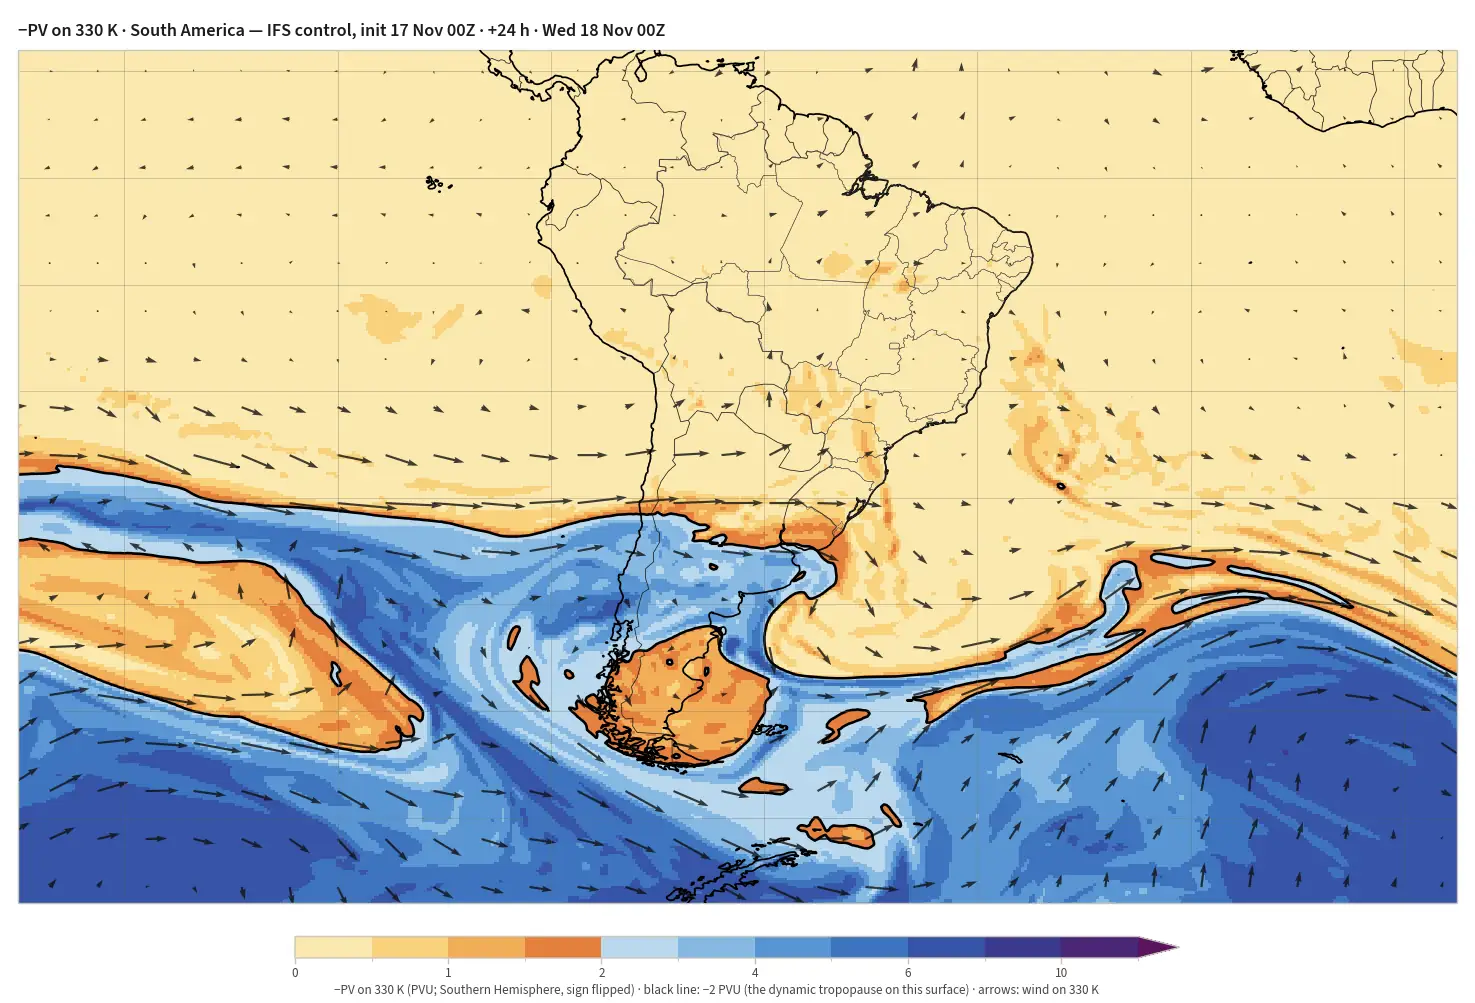 −PV on 330 K · South America — IFS control, init 17 Nov 00Z · +24 h · Wed 18 Nov 00Z
0 1 2 4 6 10
−PV on 330 K (PVU; Southern Hemisphere, sign flipped) · black line: −2 PVU (the dynamic tropopause on this surface) · arrows: wind on 330 K